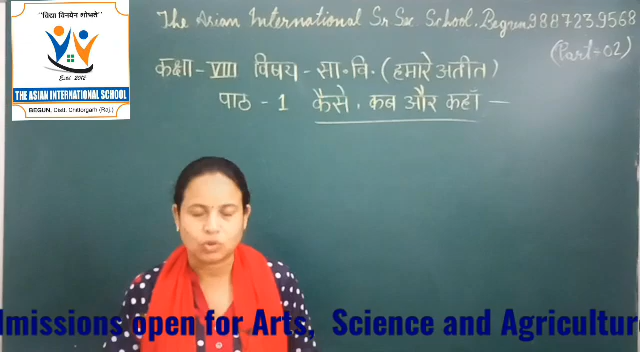 "विद्या विनयेन शोभते"
Estd 2012
THE ASIAN INTERNATIONAL SCHOOL
BEGUN, Distt. Chittorgarh (Raj.)
The Asian International Sr Sec School. Begun 9887239568
(Part-02)
कक्षा - VIII विषय - सा. वि. (हमारे अतीत)
पाठ - 1 कैसे, कब और कहाँ -
dmissions open for Arts, Science and Agriculture